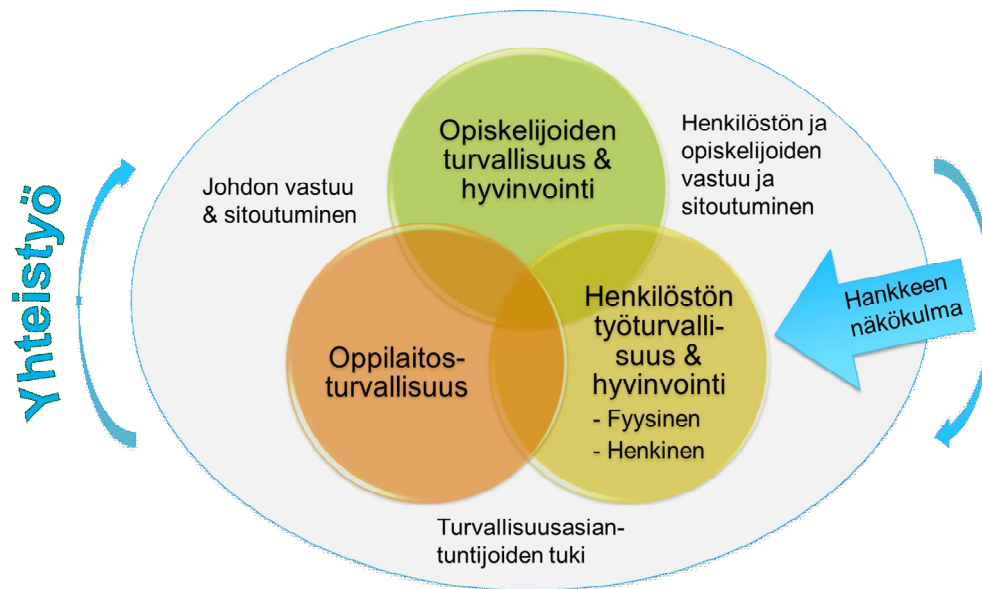 Opiskelijoiden
turvallisuus &
hyvinvointi
Henkilöstön ja
opiskelijoiden
vastuu ja
sitoutuminen
Johdon vastuu
& sitoutuminen
Yhteistyö
Hankkeen
näkökulma
Henkilöstön
työturvalli-
suus &
hyvinvointi
- Fyysinen
- Henkinen
Oppilaitos-
turvallisuus
Turvallisuusasian-
tuntijoiden tuki